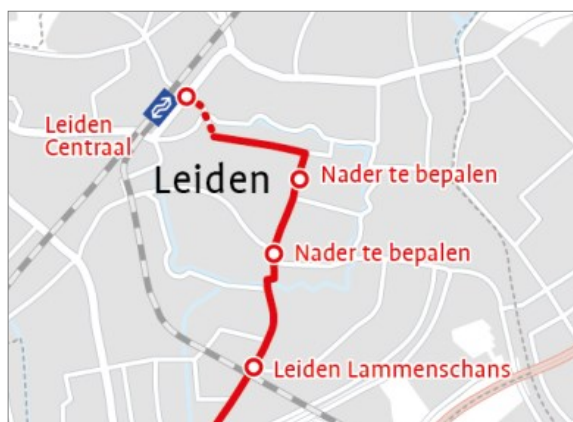 Leiden
Centraal
Leiden
Nader te bepalen
Nader te bepalen
Leiden Lammenschans